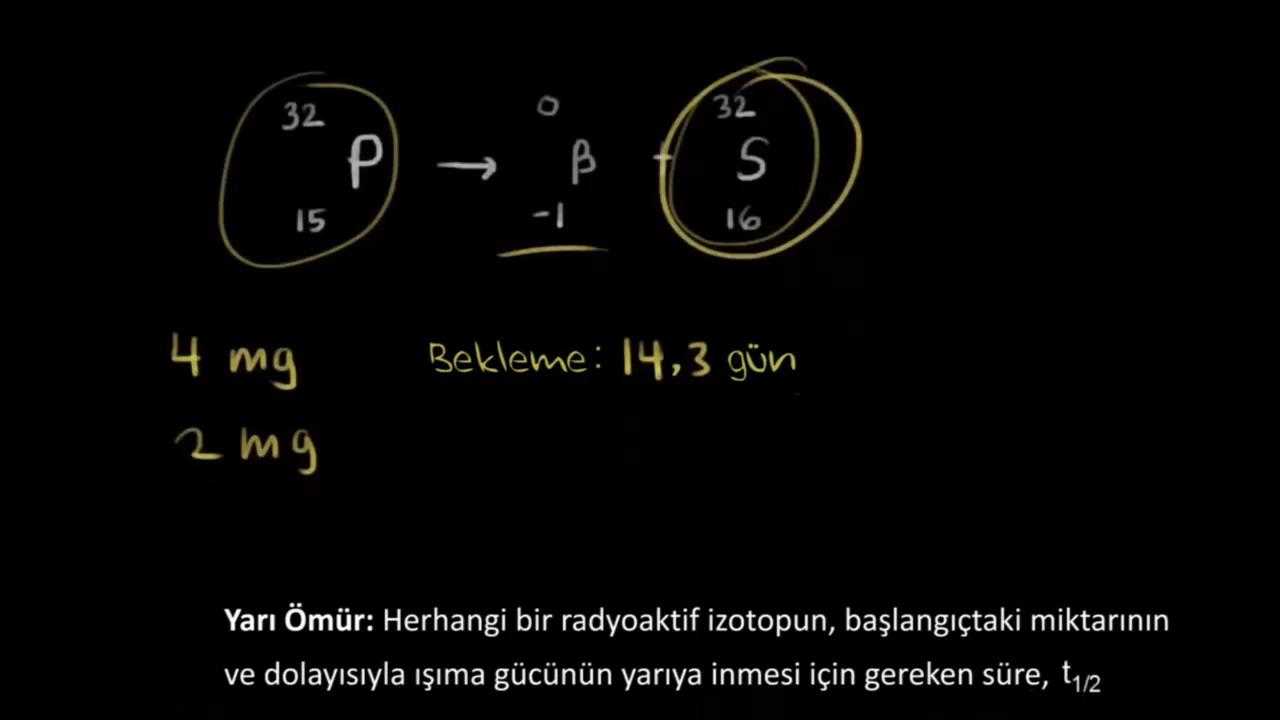 32 0 32
P → β + S
15 -1 16
4 mg Bekleme: 14,3 gün
2 mg
Yarı Ömür: Herhangi bir radyoaktif izotopun, başlangıçtaki miktarının
ve dolayısıyla ışıma gücünün yarıya inmesi için gereken süre, t1/2